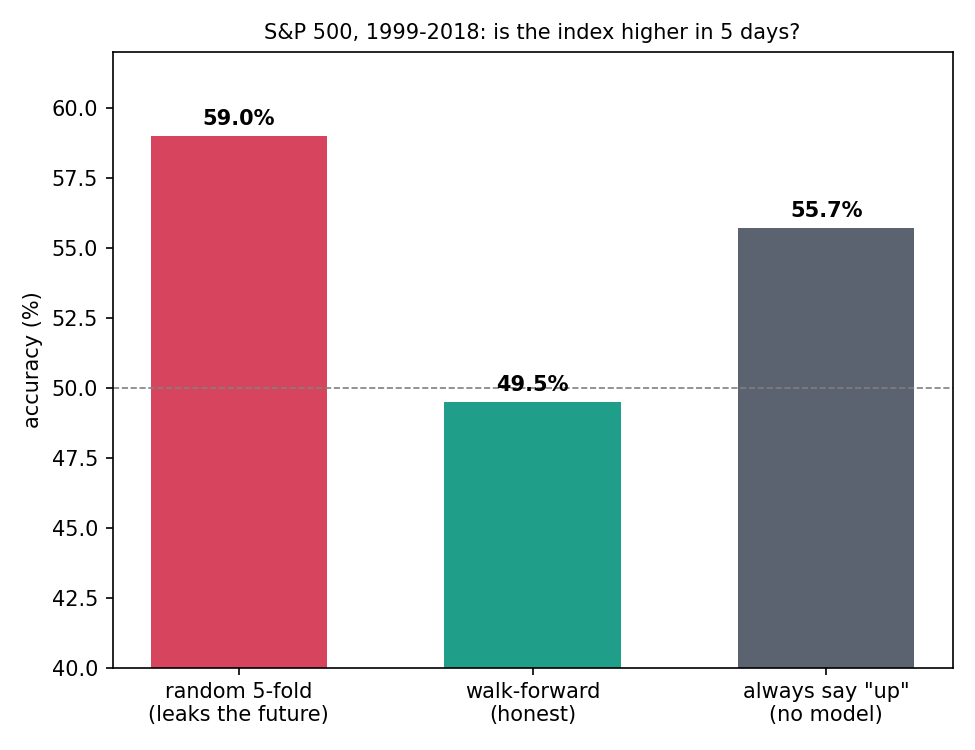 S&P 500, 1999-2018: is the index higher in 5 days?
accuracy (%)
60.0
57.5
55.0
52.5
50.0
47.5
45.0
42.5
40.0
59.0%
49.5%
55.7%
random 5-fold
(leaks the future)
walk-forward
(honest)
always say "up"
(no model)